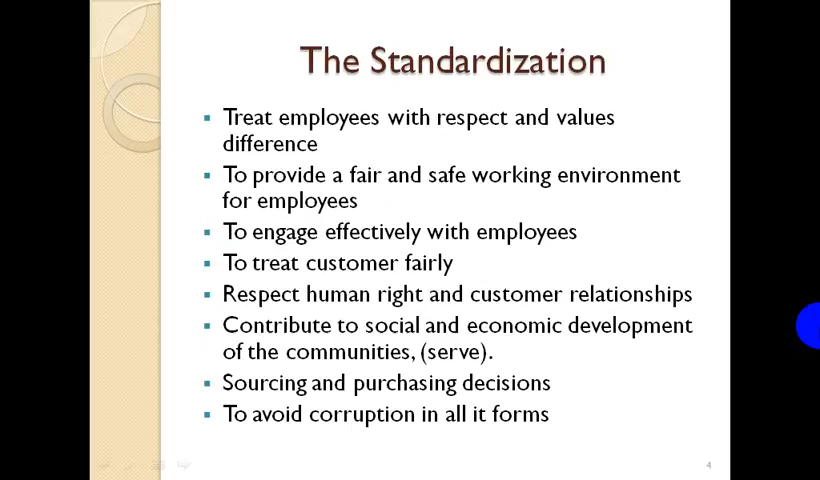 The Standardization
▪ Treat employees with respect and values
difference
▪ To provide a fair and safe working environment
for employees
▪ To engage effectively with employees
▪ To treat customer fairly
▪ Respect human right and customer relationships
▪ Contribute to social and economic development
of the communities, (serve).
▪ Sourcing and purchasing decisions
▪ To avoid corruption in all it forms
4